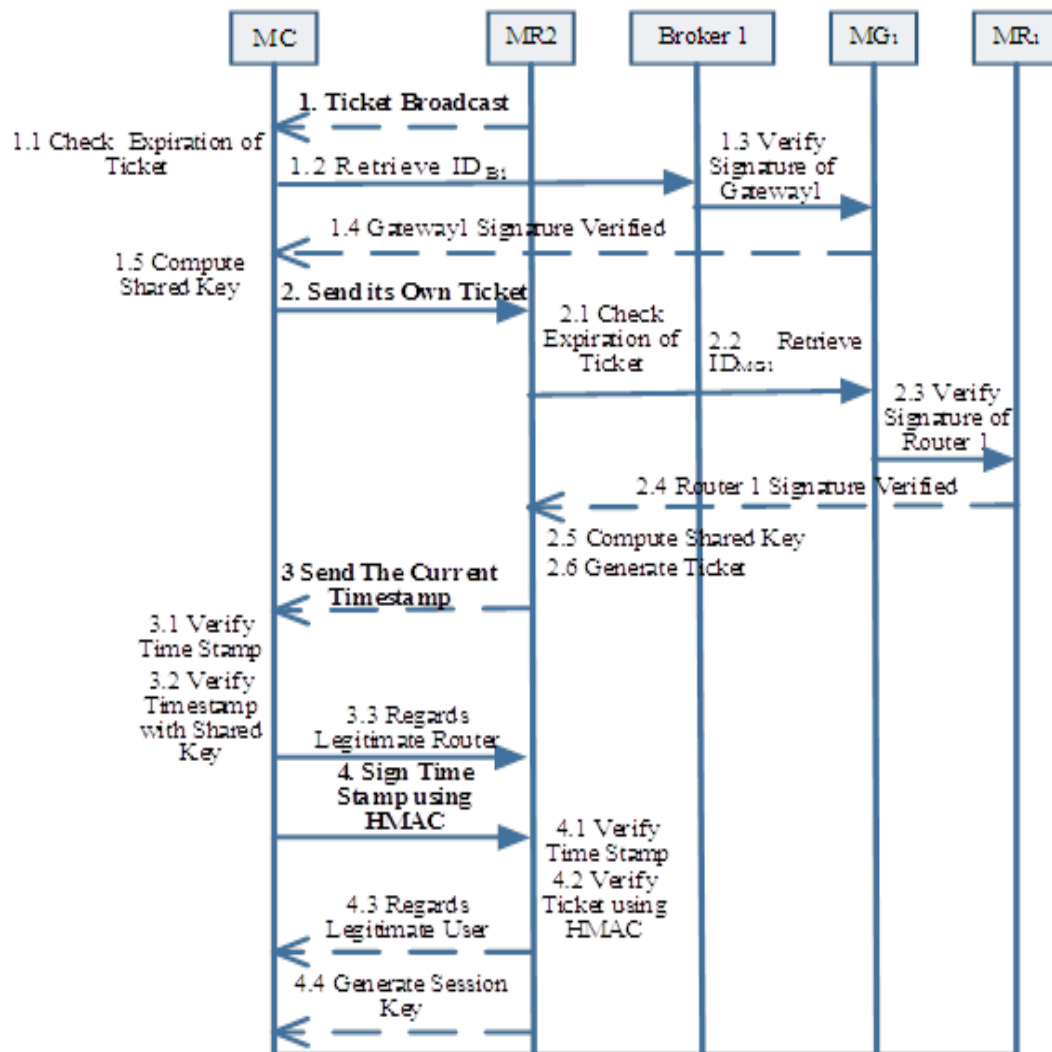 MC
MR2
Broker 1
MG1
MR1
1. Ticket Broadcast
1.1 Check Expiration of
Ticket
1.2 Retrieve IDB1
1.3 Verify
Signature of
Gateway1
1.4 Gateway1 Signature Verified
1.5 Compute
Shared Key
2. Send its Own Ticket
2.1 Check
Expiration of
Ticket
2.2 Retrieve
IDMG1
2.3 Verify
Signature of
Router 1
2.4 Router 1 Signature Verified
2.5 Compute Shared Key
2.6 Generate Ticket
3 Send The Current
Timestamp
3.1 Verify
Time Stamp
3.2 Verify
Timestamp
with Shared
Key
3.3 Regards
Legitimate Router
4. Sign Time
Stamp using
HMAC
4.1 Verify
Time Stamp
4.2 Verify
Ticket using
HMAC
4.3 Regards
Legitimate User
4.4 Generate Session
Key